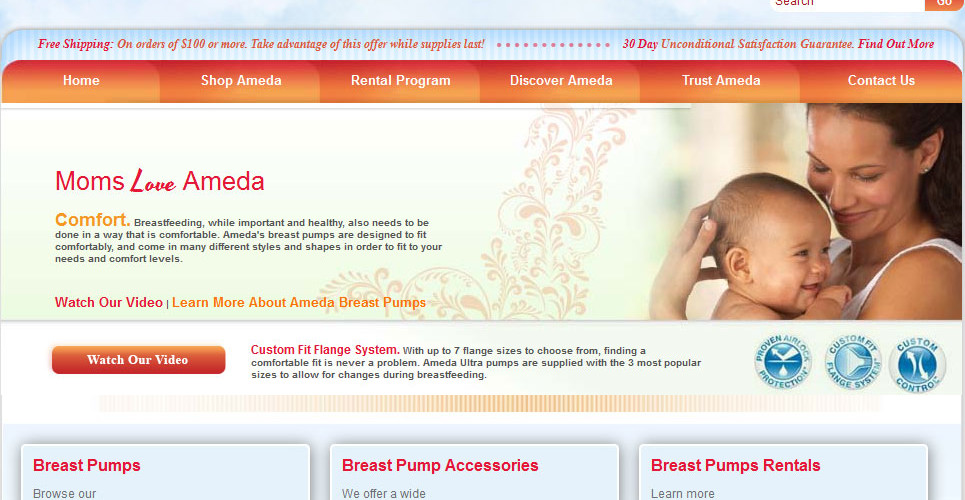 Search
Go
Free Shipping: On orders of $100 or more. Take advantage of this offer while supplies last!
30 Day Unconditional Satisfaction Guarantee. Find Out More
Home
Shop Ameda
Rental Program
Discover Ameda
Trust Ameda
Contact Us
Moms Love Ameda
Comfort. Breastfeeding, while important and healthy, also needs to be
done in a way that is comfortable. Ameda's breast pumps are designed to fit
comfortably, and come in many different styles and shapes in order to fit to your
needs and comfort levels.
Watch Our Video | Learn More About Ameda Breast Pumps
Watch Our Video
Custom Fit Flange System. With up to 7 flange sizes to choose from, finding a
comfortable fit is never a problem. Ameda Ultra pumps are supplied with the 3 most popular
sizes to allow for changes during breastfeeding.
PROVEN AIRLOCK PROTECTION
CUSTOM FIT FLANGE SYSTEM
CUSTOM CONTROL
Breast Pumps
Browse our
Breast Pump Accessories
We offer a wide
Breast Pumps Rentals
Learn more